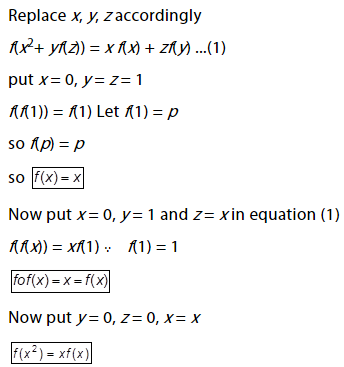 Replace x, y, z accordingly
f(x²+ yf(z)) = x f(x) + zf(y) ...(1)
put x = 0, y = z = 1
f(f(1)) = f(1) Let f(1) = p
so f(p) = p
so f(x) = x
Now put x = 0, y = 1 and z = x in equation (1)
f(f(x)) = xf(1) ∵ f(1) = 1
fof(x) = x = f(x)
Now put y = 0, z = 0, x = x
f(x²) = xf(x)